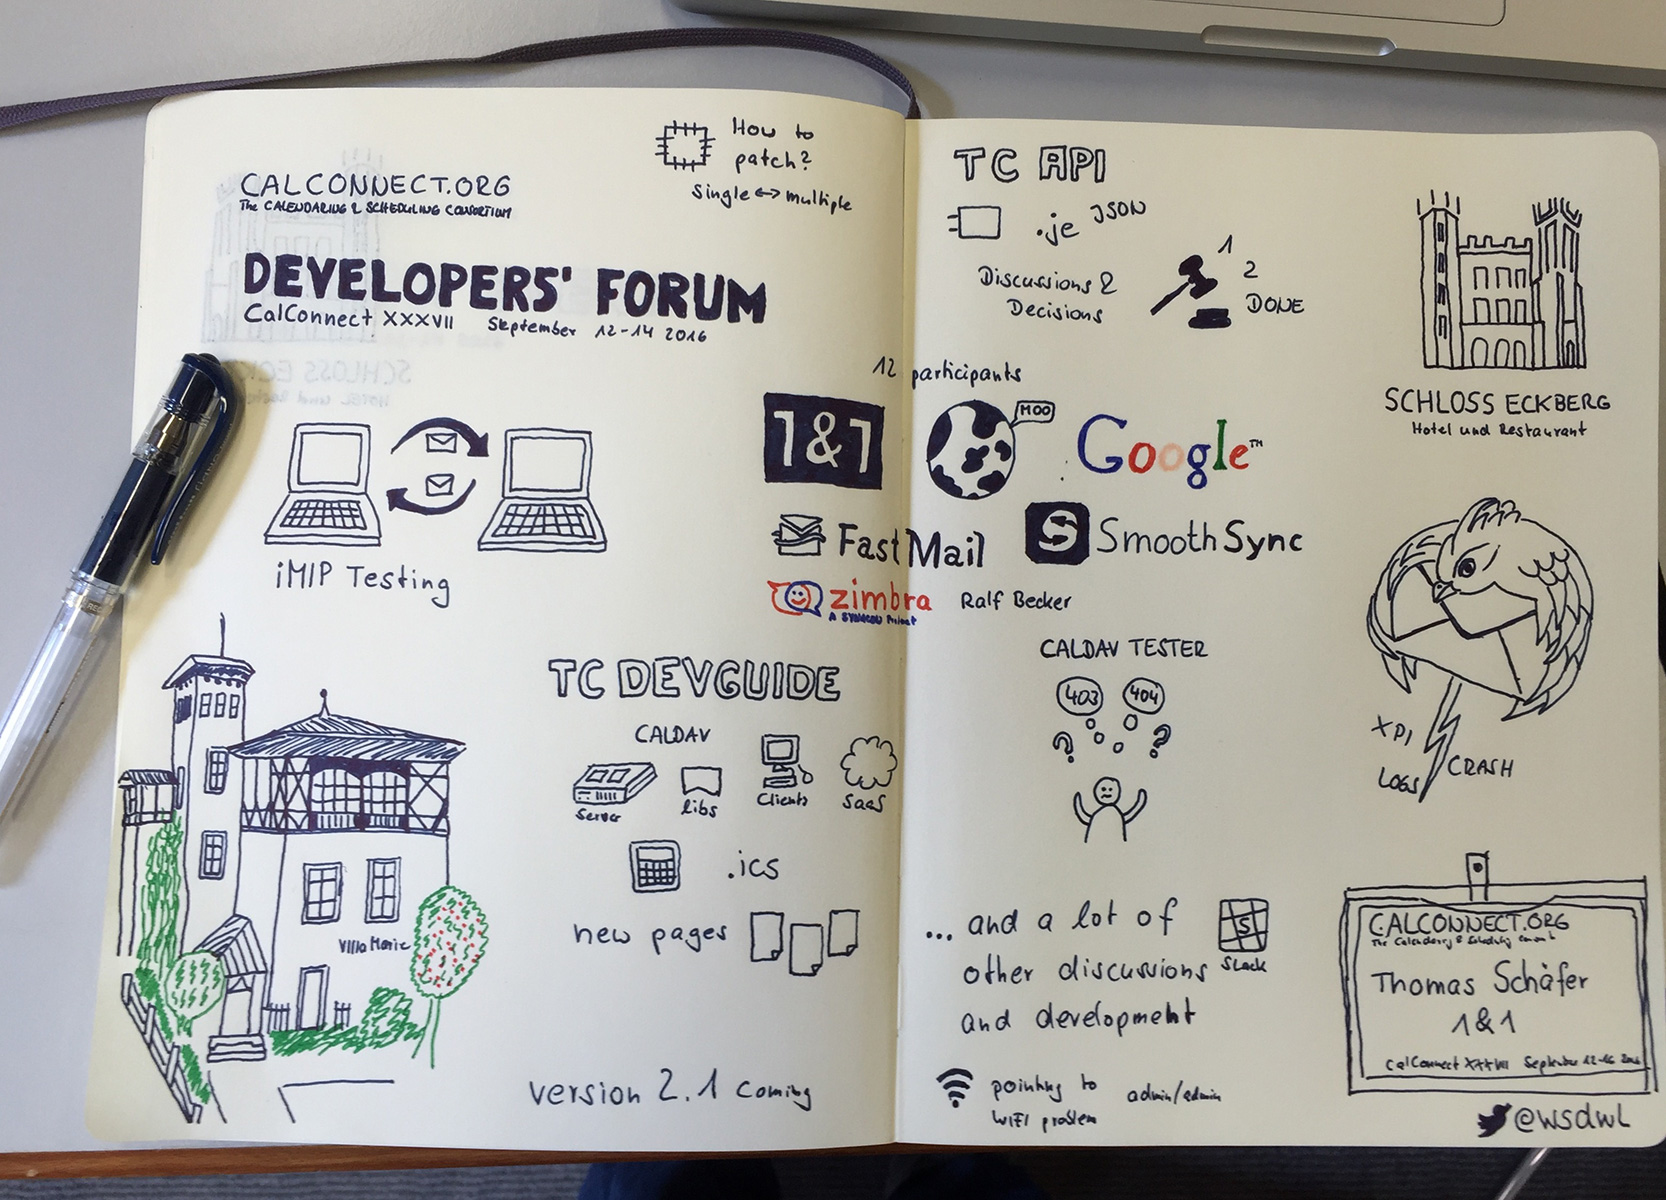 CALCONNECT.ORG
The CALENDARING & SCHEDULING CONSORTIUM
How to
patch?
Single ↔ multiple
DEVELOPERS' FORUM
CalConnect XXXVII September 12-14 2016
iMIP Testing
Villa Marie
TC DEVGUIDE
CALDAV
Server
libs
Clients
SaaS
.ics
new pages
version 2.1 coming
TC API
.je JSON
Discussions &
Decisions
1
2
DONE
12 participants
1&1
MOO
Google™
FastMail
SmoothSync
zimbra
A SYNACOR Product
Ralf Becker
CALDAV TESTER
403
404
?
?
... and a lot of
other discussions
and development
S
Slack
pointing to
WIFI problem
admin/admin
SCHLOSS ECKBERG
Hotel und Restaurant
XPI
LOGS
CRASH
CALCONNECT.ORG
The Calendaring & Scheduling
Thomas Schäfer
1&1
CalConnect XXXVII September 12-16 2016
@wsdwl